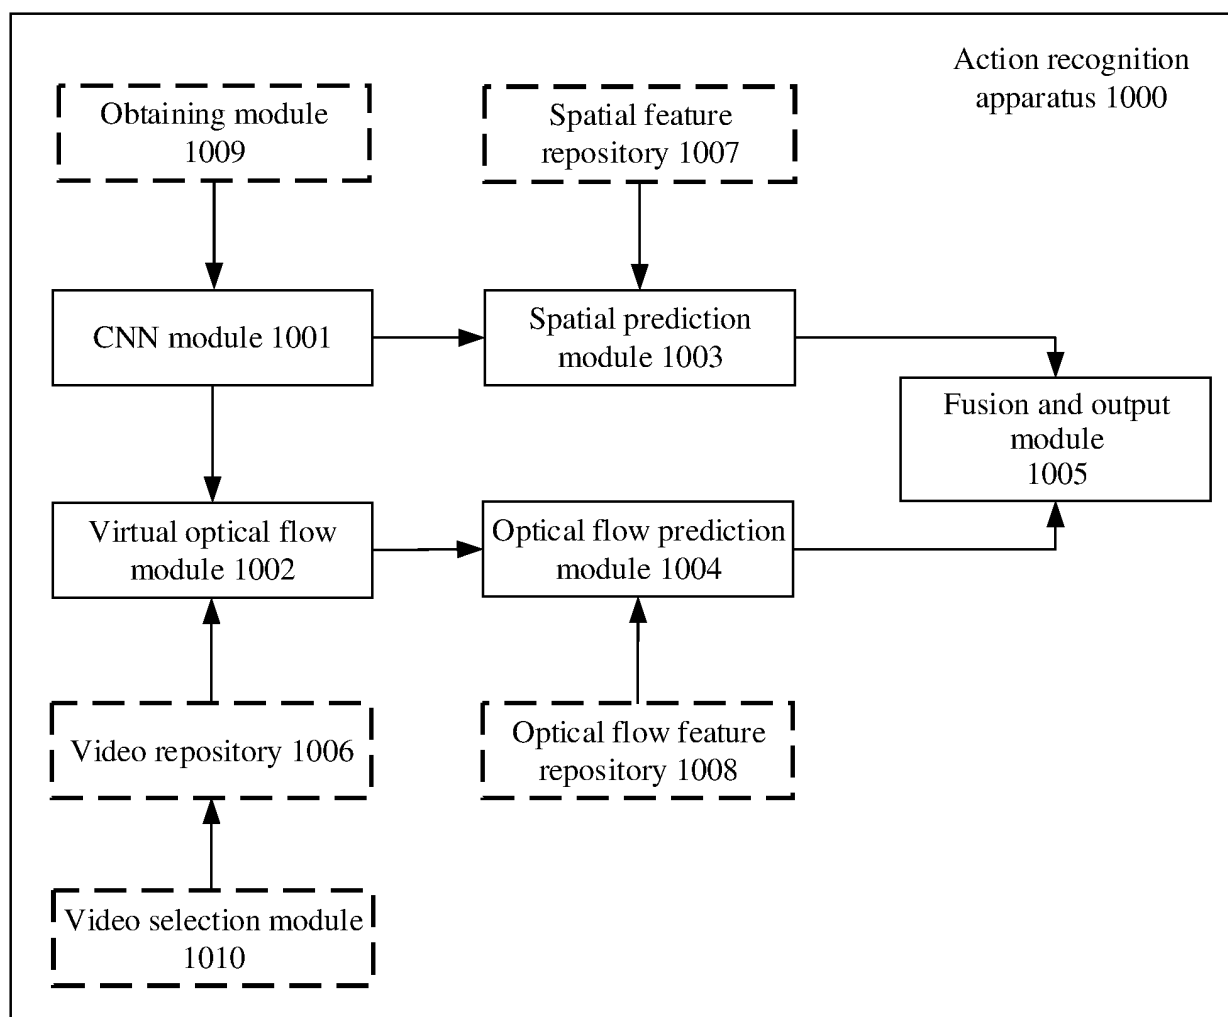 Action recognition
apparatus 1000
Obtaining module
1009
Spatial feature
repository 1007
CNN module 1001
Spatial prediction
module 1003
Fusion and output
module
1005
Virtual optical flow
module 1002
Optical flow prediction
module 1004
Video repository 1006
Optical flow feature
repository 1008
Video selection module
1010